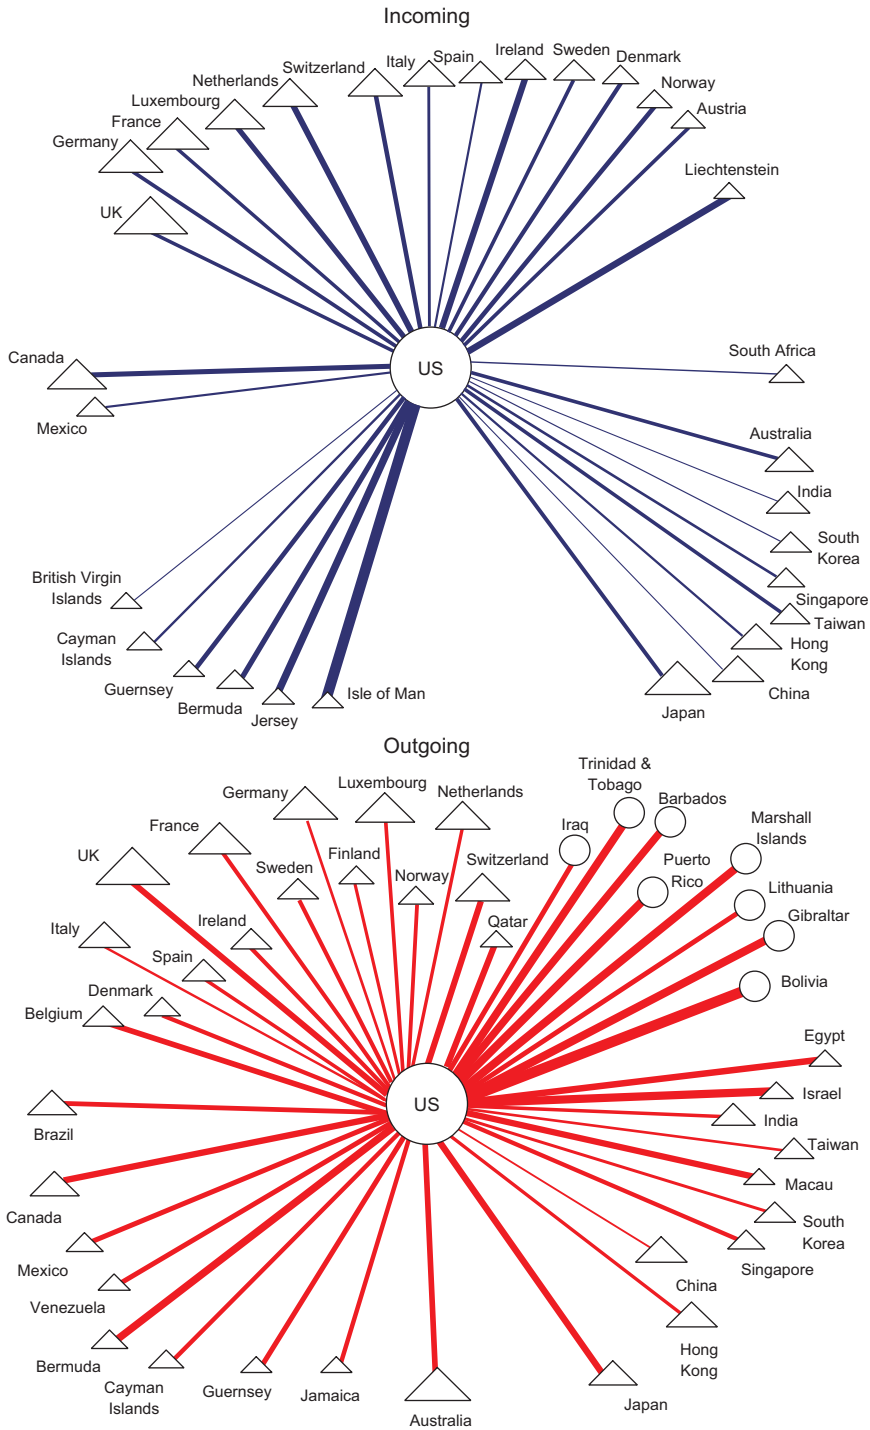 Incoming
Ireland
Sweden
Denmark
Spain
Italy
Switzerland
Netherlands
Luxembourg
France
Germany
Norway
Austria
Liechtenstein
UK
US
Canada
Mexico
South Africa
Australia
India
South
Korea
Singapore
Taiwan
Hong
Kong
China
Japan
British Virgin
Islands
Cayman
Islands
Guernsey
Bermuda
Jersey
Isle of Man
Outgoing
Trinidad &
Tobago
Germany
Luxembourg
Netherlands
Iraq
Barbados
Marshall
Islands
France
UK
Sweden
Finland
Norway
Switzerland
Puerto
Rico
Lithuania
Gibraltar
Italy
Ireland
Qatar
Spain
Bolivia
Denmark
Belgium
Egypt
Israel
US
India
Brazil
Taiwan
Macau
Canada
South
Korea
Singapore
Mexico
China
Venezuela
Hong
Kong
Bermuda
Cayman
Islands
Guernsey
Jamaica
Australia
Japan